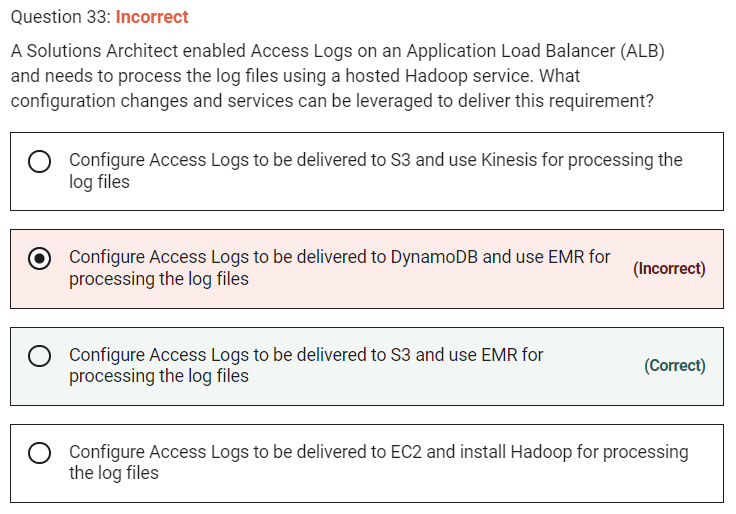 Question 33: Incorrect
A Solutions Architect enabled Access Logs on an Application Load Balancer (ALB)
and needs to process the log files using a hosted Hadoop service. What
configuration changes and services can be leveraged to deliver this requirement?
Configure Access Logs to be delivered to S3 and use Kinesis for processing the
log files
Configure Access Logs to be delivered to DynamoDB and use EMR for
processing the log files
(Incorrect)
Configure Access Logs to be delivered to S3 and use EMR for
processing the log files
(Correct)
Configure Access Logs to be delivered to EC2 and install Hadoop for processing
the log files